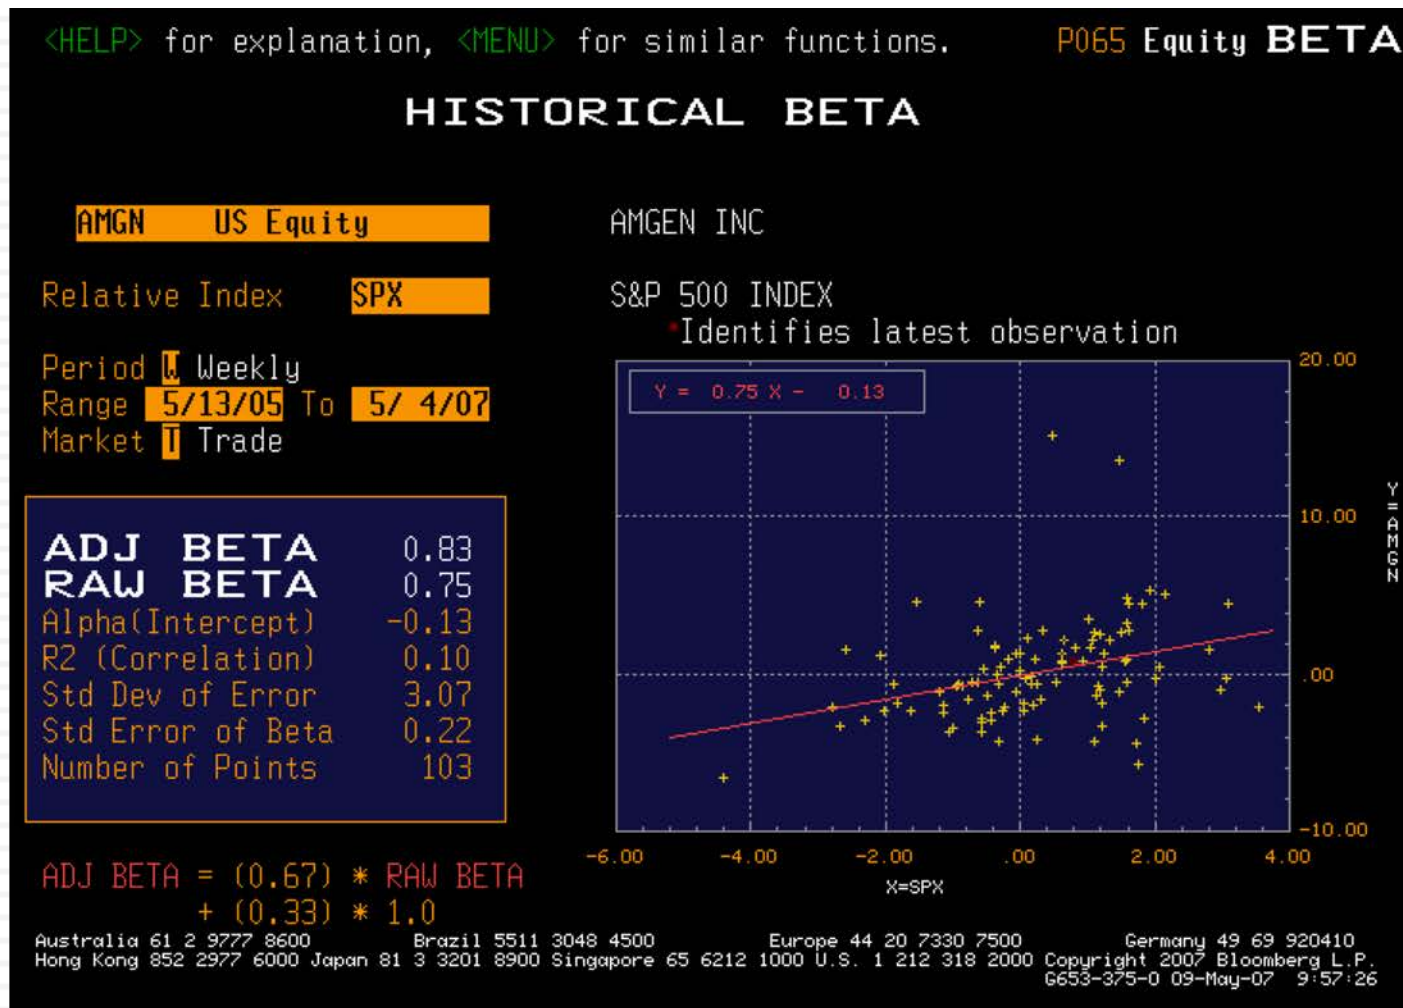 <HELP> for explanation, <MENU> for similar functions. P065 Equity BETA
HISTORICAL BETA
AMGN US Equity AMGEN INC
Relative Index SPX S&P 500 INDEX
*Identifies latest observation
Period W Weekly
Range 5/13/05 To 5/ 4/07
Market T Trade
Y = 0.75 X - 0.13
20.00
10.00
.00
-10.00
Y=AMGN
-6.00 -4.00 -2.00 .00 2.00 4.00
X=SPX
ADJ BETA 0.83
RAW BETA 0.75
Alpha(Intercept) -0.13
R2 (Correlation) 0.10
Std Dev of Error 3.07
Std Error of Beta 0.22
Number of Points 103
ADJ BETA = (0.67) * RAW BETA
+ (0.33) * 1.0
Australia 61 2 9777 8600 Brazil 5511 3048 4500 Europe 44 20 7330 7500 Germany 49 69 920410
Hong Kong 852 2977 6000 Japan 81 3 3201 8900 Singapore 65 6212 1000 U.S. 1 212 318 2000 Copyright 2007 Bloomberg L.P.
G653-375-0 09-May-07 9:57:26